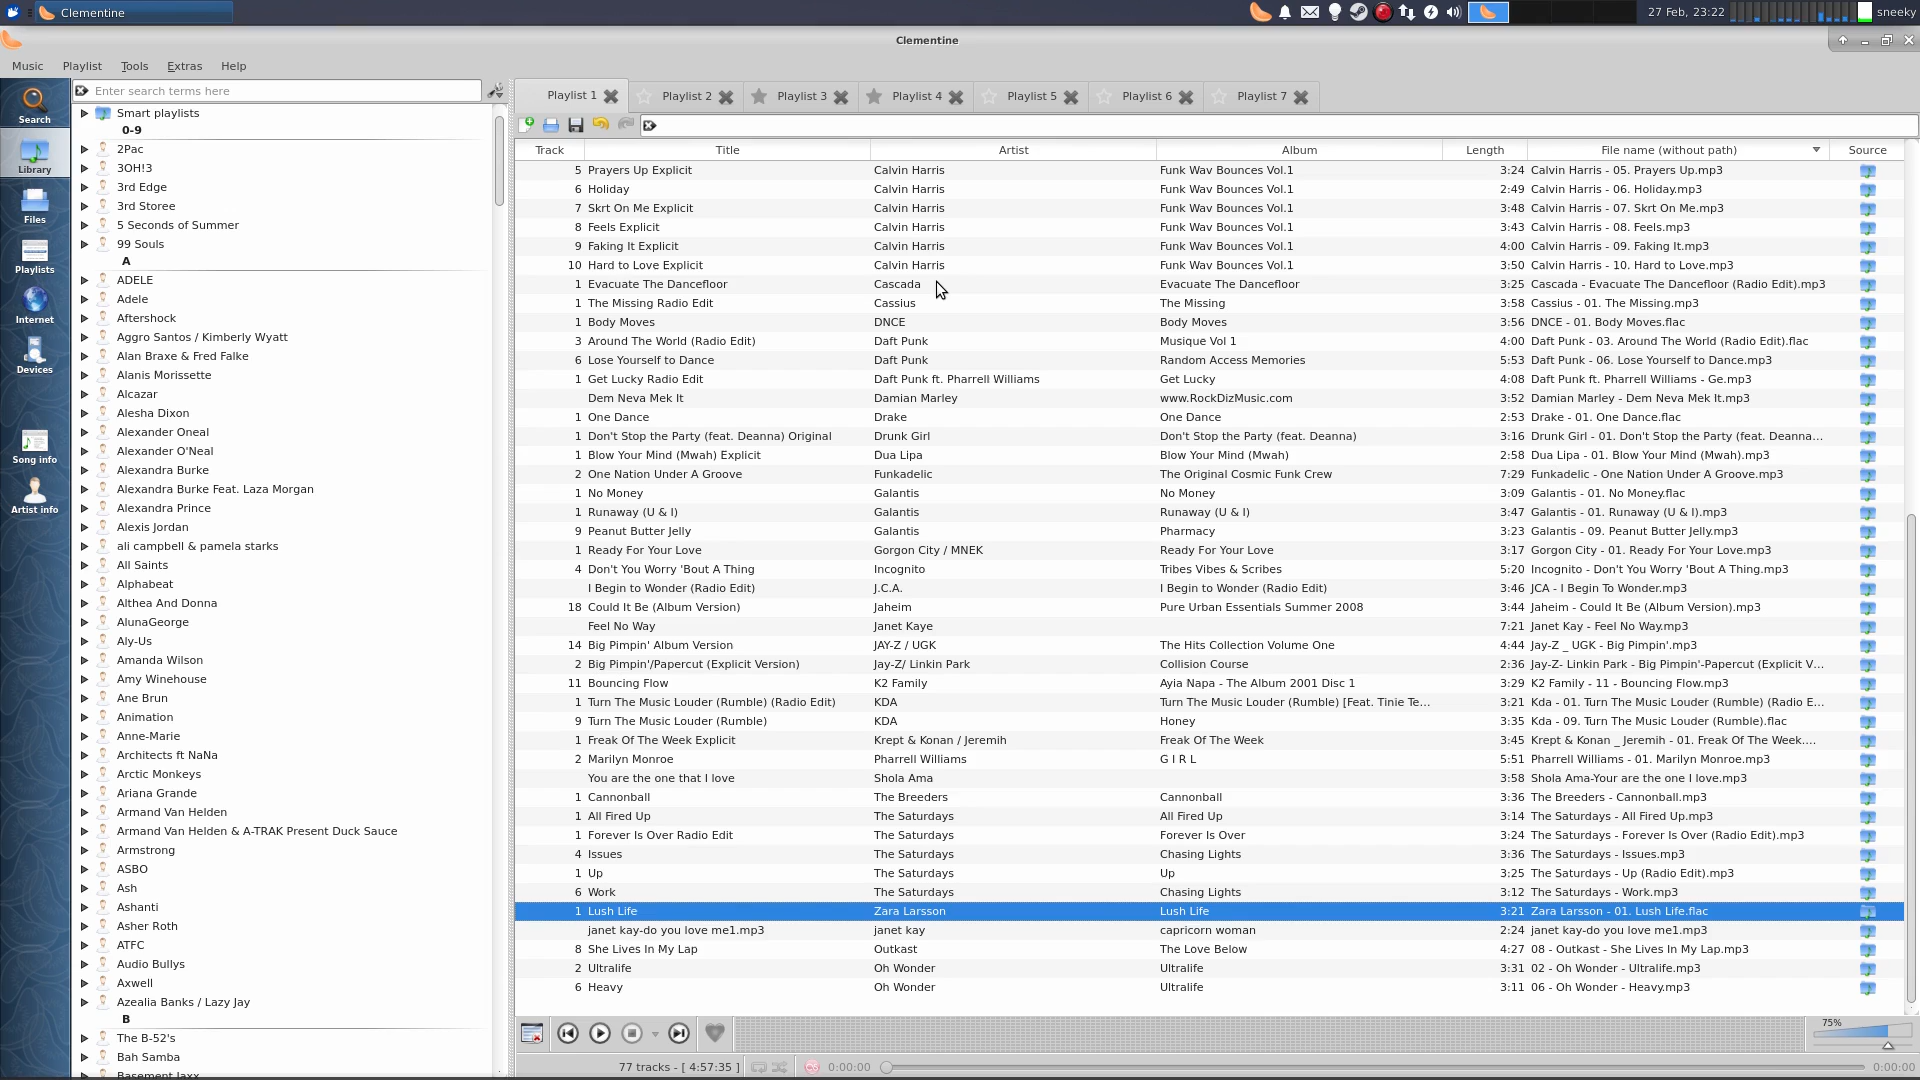 Clementine
27 Feb, 23:22
sneeky
Clementine
Music Playlist Tools Extras Help
Search
Library
Files
Playlists
Internet
Devices
Song info
Artist info
Enter search terms here
Smart playlists
0-9
2Pac
3OH!3
3rd Edge
3rd Storee
5 Seconds of Summer
99 Souls
A
ADELE
Adele
Aftershock
Aggro Santos / Kimberly Wyatt
Alan Braxe & Fred Falke
Alanis Morissette
Alcazar
Alesha Dixon
Alexander Oneal
Alexander O'Neal
Alexandra Burke
Alexandra Burke Feat. Laza Morgan
Alexandra Prince
Alexis Jordan
ali campbell & pamela starks
All Saints
Alphabeat
Althea And Donna
AlunaGeorge
Aly-Us
Amanda Wilson
Amy Winehouse
Ane Brun
Animation
Anne-Marie
Architects ft NaNa
Arctic Monkeys
Ariana Grande
Armand Van Helden
Armand Van Helden & A-TRAK Present Duck Sauce
Armstrong
ASBO
Ash
Ashanti
Asher Roth
ATFC
Audio Bullys
Axwell
Azealia Banks / Lazy Jay
B
The B-52's
Bah Samba
Basement Jaxx
Playlist 1 Playlist 2 Playlist 3 Playlist 4 Playlist 5 Playlist 6 Playlist 7
Track Title Artist Album Length File name (without path) Source
5 Prayers Up Explicit Calvin Harris Funk Wav Bounces Vol.1 3:24 Calvin Harris - 05. Prayers Up.mp3
6 Holiday Calvin Harris Funk Wav Bounces Vol.1 2:49 Calvin Harris - 06. Holiday.mp3
7 Skrt On Me Explicit Calvin Harris Funk Wav Bounces Vol.1 3:48 Calvin Harris - 07. Skrt On Me.mp3
8 Feels Explicit Calvin Harris Funk Wav Bounces Vol.1 3:43 Calvin Harris - 08. Feels.mp3
9 Faking It Explicit Calvin Harris Funk Wav Bounces Vol.1 4:00 Calvin Harris - 09. Faking It.mp3
10 Hard to Love Explicit Calvin Harris Funk Wav Bounces Vol.1 3:50 Calvin Harris - 10. Hard to Love.mp3
1 Evacuate The Dancefloor Cascada Evacuate The Dancefloor 3:25 Cascada - Evacuate The Dancefloor (Radio Edit).mp3
1 The Missing Radio Edit Cassius The Missing 3:58 Cassius - 01. The Missing.mp3
1 Body Moves DNCE Body Moves 3:56 DNCE - 01. Body Moves.flac
3 Around The World (Radio Edit) Daft Punk Musique Vol 1 4:00 Daft Punk - 03. Around The World (Radio Edit).flac
6 Lose Yourself to Dance Daft Punk Random Access Memories 5:53 Daft Punk - 06. Lose Yourself to Dance.mp3
1 Get Lucky Radio Edit Daft Punk ft. Pharrell Williams Get Lucky 4:08 Daft Punk ft. Pharrell Williams - Ge.mp3
Dem Neva Mek It Damian Marley www.RockDizMusic.com 3:52 Damian Marley - Dem Neva Mek It.mp3
1 One Dance Drake One Dance 2:53 Drake - 01. One Dance.flac
1 Don't Stop the Party (feat. Deanna) Original Drunk Girl Don't Stop the Party (feat. Deanna) 3:16 Drunk Girl - 01. Don't Stop the Party (feat. Deanna...
1 Blow Your Mind (Mwah) Explicit Dua Lipa Blow Your Mind (Mwah) 2:58 Dua Lipa - 01. Blow Your Mind (Mwah).mp3
2 One Nation Under A Groove Funkadelic The Original Cosmic Funk Crew 7:29 Funkadelic - One Nation Under A Groove.mp3
1 No Money Galantis No Money 3:09 Galantis - 01. No Money.flac
1 Runaway (U & I) Galantis Runaway (U & I) 3:47 Galantis - 01. Runaway (U & I).mp3
9 Peanut Butter Jelly Galantis Pharmacy 3:23 Galantis - 09. Peanut Butter Jelly.mp3
1 Ready For Your Love Gorgon City / MNEK Ready For Your Love 3:17 Gorgon City - 01. Ready For Your Love.mp3
4 Don't You Worry 'Bout A Thing Incognito Tribes Vibes & Scribes 5:20 Incognito - Don't You Worry 'Bout A Thing.mp3
I Begin to Wonder (Radio Edit) J.C.A. I Begin to Wonder (Radio Edit) 3:46 JCA - I Begin To Wonder.mp3
18 Could It Be (Album Version) Jaheim Pure Urban Essentials Summer 2008 3:44 Jaheim - Could It Be (Album Version).mp3
Feel No Way Janet Kaye 7:21 Janet Kay - Feel No Way.mp3
14 Big Pimpin' Album Version JAY-Z / UGK The Hits Collection Volume One 4:44 Jay-Z _ UGK - Big Pimpin'.mp3
2 Big Pimpin'/Papercut (Explicit Version) Jay-Z/ Linkin Park Collision Course 2:36 Jay-Z- Linkin Park - Big Pimpin'-Papercut (Explicit V...
11 Bouncing Flow K2 Family Ayia Napa - The Album 2001 Disc 1 3:29 K2 Family - 11 - Bouncing Flow.mp3
1 Turn The Music Louder (Rumble) (Radio Edit) KDA Turn The Music Louder (Rumble) [Feat. Tinie Te... 3:21 Kda - 01. Turn The Music Louder (Rumble) (Radio E...
9 Turn The Music Louder (Rumble) KDA Honey 3:35 Kda - 09. Turn The Music Louder (Rumble).flac
1 Freak Of The Week Explicit Krept & Konan / Jeremih Freak Of The Week 3:45 Krept & Konan _ Jeremih - 01. Freak Of The Week....
2 Marilyn Monroe Pharrell Williams G I R L 5:51 Pharrell Williams - 01. Marilyn Monroe.mp3
You are the one that I love Shola Ama 3:58 Shola Ama-Your are the one I love.mp3
1 Cannonball The Breeders Cannonball 3:36 The Breeders - Cannonball.mp3
1 All Fired Up The Saturdays All Fired Up 3:14 The Saturdays - All Fired Up.mp3
1 Forever Is Over Radio Edit The Saturdays Forever Is Over 3:24 The Saturdays - Forever Is Over (Radio Edit).mp3
4 Issues The Saturdays Chasing Lights 3:36 The Saturdays - Issues.mp3
1 Up The Saturdays Up 3:25 The Saturdays - Up (Radio Edit).mp3
6 Work The Saturdays Chasing Lights 3:12 The Saturdays - Work.mp3
1 Lush Life Zara Larsson Lush Life 3:21 Zara Larsson - 01. Lush Life.flac
janet kay-do you love me1.mp3 janet kay capricorn woman 2:24 janet kay-do you love me1.mp3
8 She Lives In My Lap Outkast The Love Below 4:27 08 - Outkast - She Lives In My Lap.mp3
2 Ultralife Oh Wonder Ultralife 3:31 02 - Oh Wonder - Ultralife.mp3
6 Heavy Oh Wonder Ultralife 3:11 06 - Oh Wonder - Heavy.mp3
75%
77 tracks - [ 4:57:35 ]
0:00:00
0:00:00